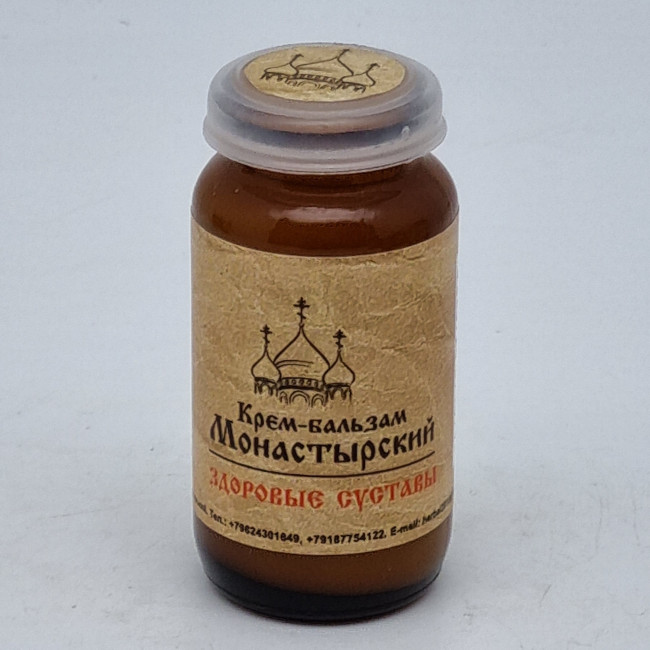 Крем-бальзам
Монастырский
здоровые суставы
Тел.: +79624301649, +79187754122, E-mail: